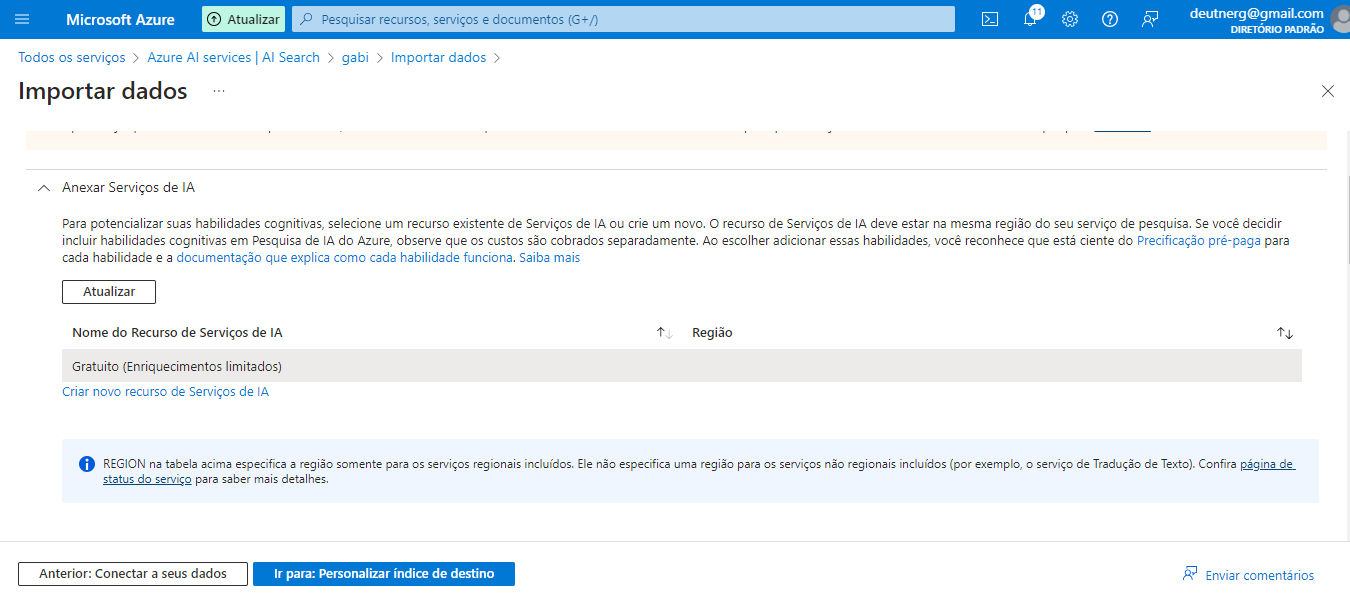 Microsoft Azure
Atualizar
Pesquisar recursos, serviços e documentos (G+/)
11
deutnerg@gmail.com
DIRETÓRIO PADRÃO
Todos os serviços > Azure AI services | AI Search > gabi > Importar dados >
Importar dados ...
Anexar Serviços de IA
Para potencializar suas habilidades cognitivas, selecione um recurso existente de Serviços de IA ou crie um novo. O recurso de Serviços de IA deve estar na mesma região do seu serviço de pesquisa. Se você decidir
incluir habilidades cognitivas em Pesquisa de IA do Azure, observe que os custos são cobrados separadamente. Ao escolher adicionar essas habilidades, você reconhece que está ciente do Precificação pré-paga para
cada habilidade e a documentação que explica como cada habilidade funciona. Saiba mais
Atualizar
Nome do Recurso de Serviços de IA
Região
Gratuito (Enriquecimentos limitados)
Criar novo recurso de Serviços de IA
REGION na tabela acima especifica a região somente para os serviços regionais incluídos. Ele não especifica uma região para os serviços não regionais incluídos (por exemplo, o serviço de Tradução de Texto). Confira página de
status do serviço para saber mais detalhes.
Anterior: Conectar a seus dados
Ir para: Personalizar índice de destino
Enviar comentários